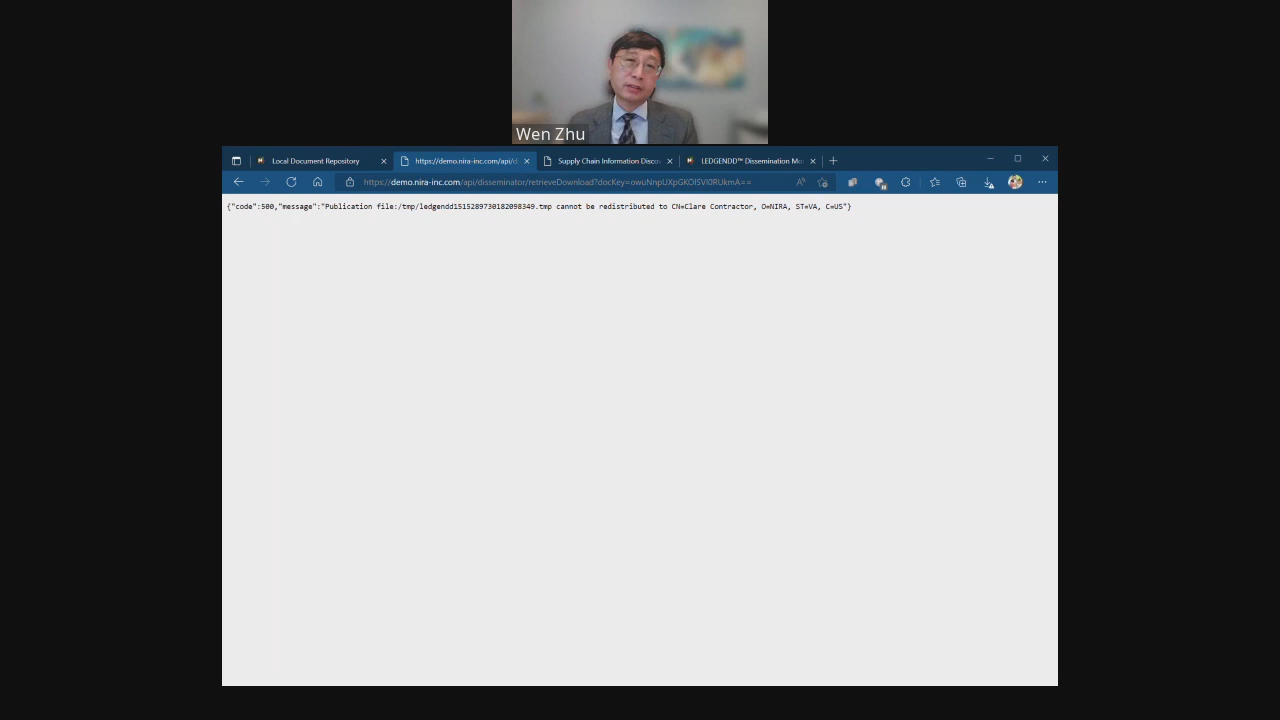 Wen Zhu
Local Document Repository
https://demo.nira-inc.com/api/d
Supply Chain Information Disco
LEDGENDD™ Dissemination Mo
https://demo.nira-inc.com/api/disseminator/retrieveDownload?docKey=
{"code":500,"message":"Publication file:/tmp/ledgendd1515289730182098349.tmp cannot be redistributed to CN=Clare Contractor, O=NIRA, ST=VA, C=US"}